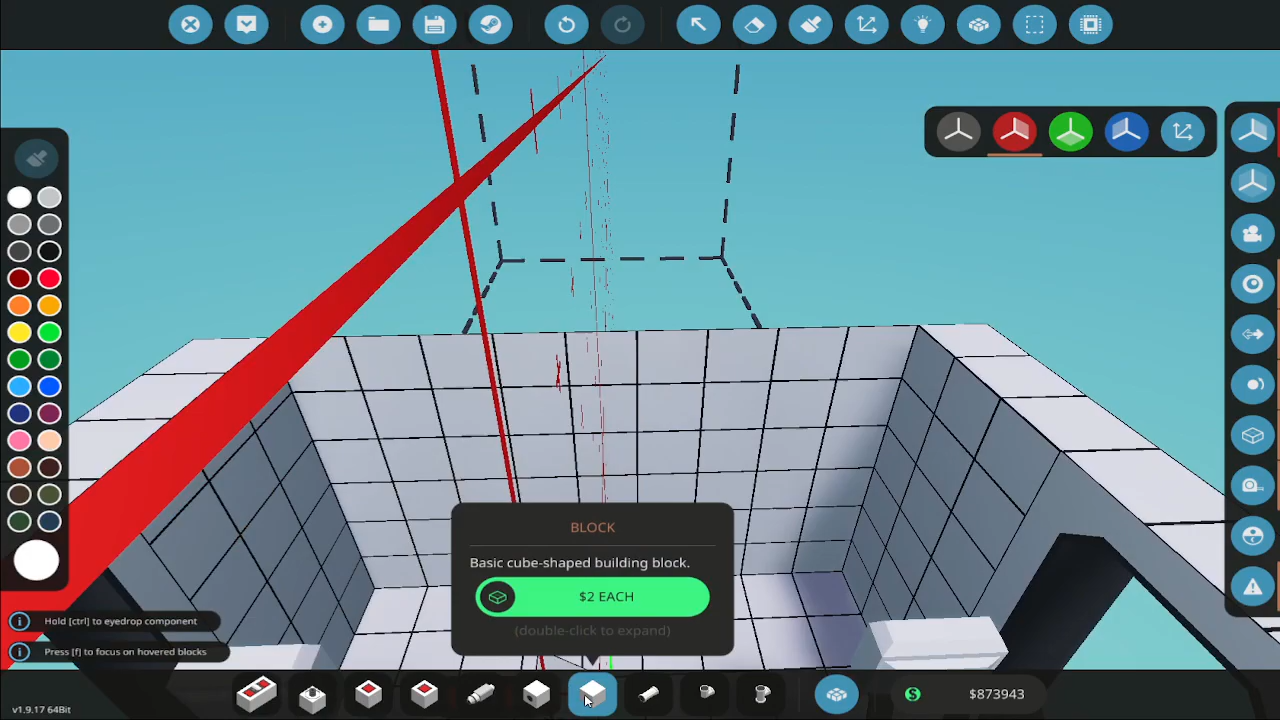 Hold [ctrl] to eyedrop component
Press [f] to focus on hovered blocks
BLOCK
Basic cube-shaped building block.
$2 EACH
(double-click to expand)
v1.9.17 64Bit
$ $873943